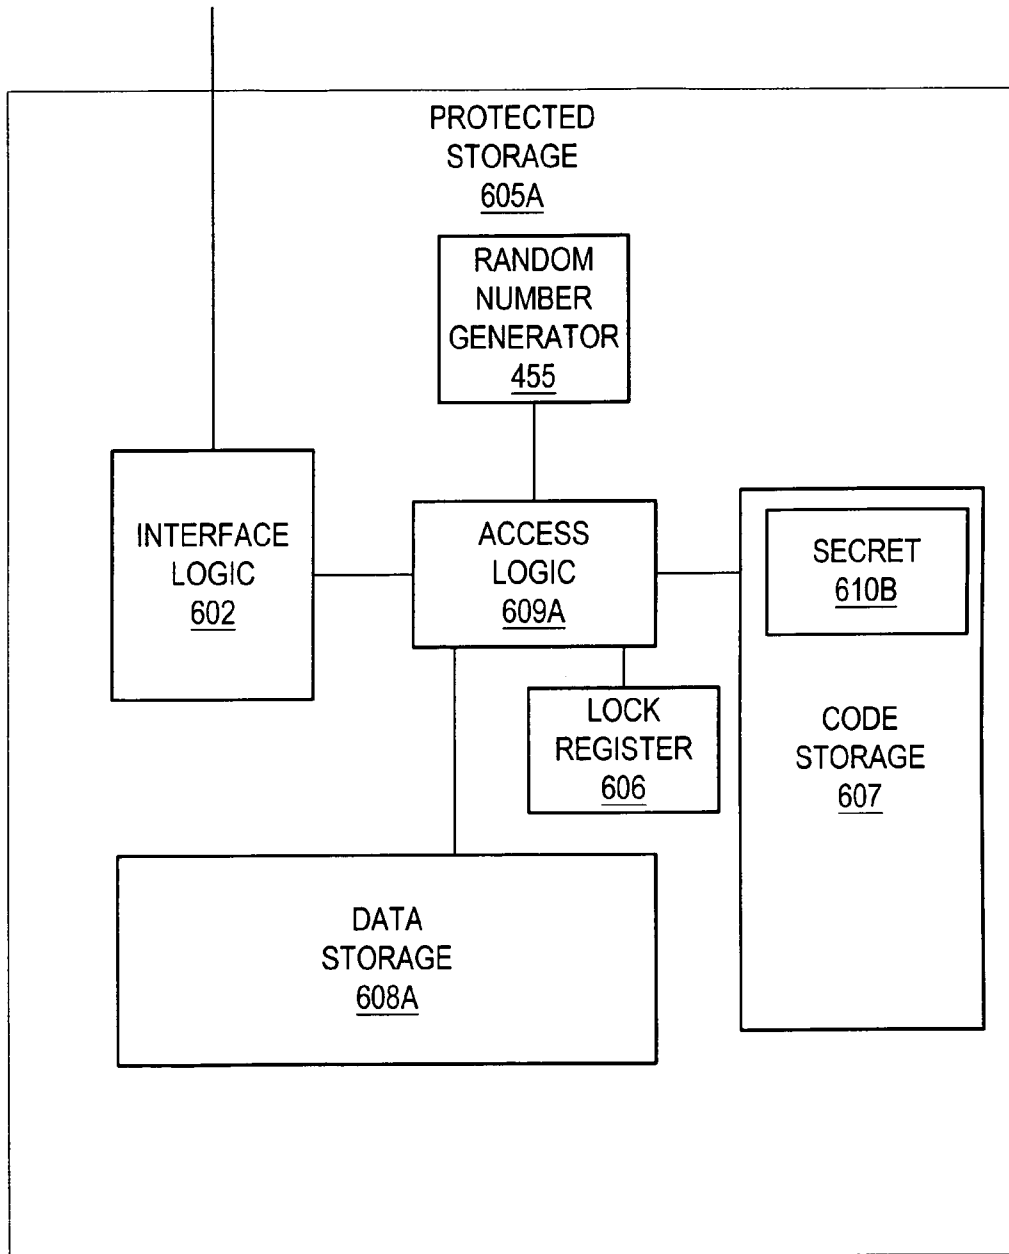 PROTECTED
STORAGE
605A
RANDOM
NUMBER
GENERATOR
455
INTERFACE
LOGIC
602
ACCESS
LOGIC
609A
SECRET
610B
LOCK
REGISTER
606
CODE
STORAGE
607
DATA
STORAGE
608A